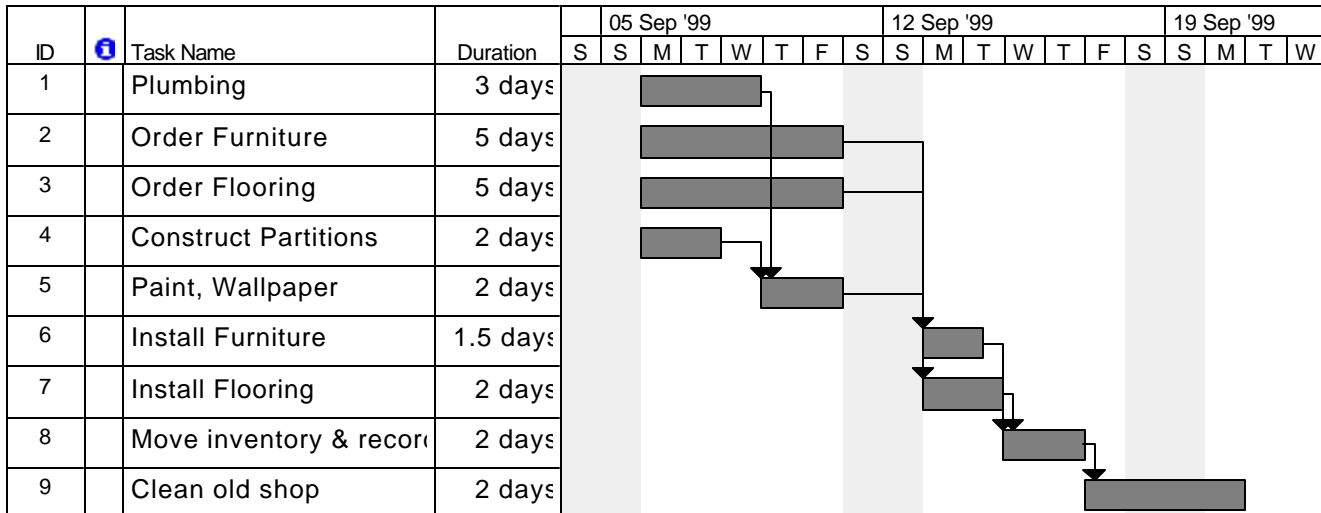 05 Sep '99 12 Sep '99 19 Sep '99
ID i Task Name Duration S S M T W T F S S M T W T F S S M T W
1 Plumbing 3 days
2 Order Furniture 5 days
3 Order Flooring 5 days
4 Construct Partitions 2 days
5 Paint, Wallpaper 2 days
6 Install Furniture 1.5 days
7 Install Flooring 2 days
8 Move inventory & record 2 days
9 Clean old shop 2 days